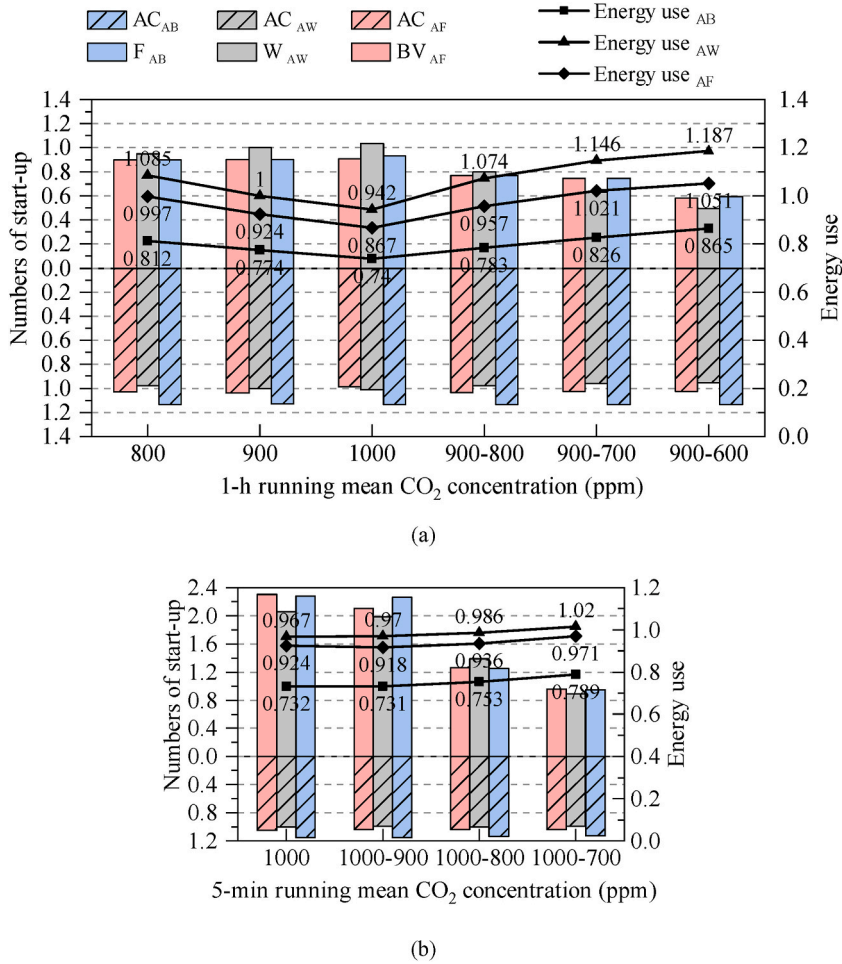 AC AB AC AW AC AF Energy use AB
F AB W AW BV AF Energy use AW
Energy use AF
Numbers of start-up
1.4 1.4
1.2 1.2
1.0 1.0
0.8 0.8
0.6 0.6
0.4 0.4
0.2 0.2
0.0 0.0
0.2
0.4
0.6
0.8
1.0
1.2
1.4
Energy use
1.085 1 0.942 1.074 1.146 1.187
0.997 0.924 0.867 0.957 1.021 1.051
0.812 0.774 0.74 0.783 0.826 0.865
800 900 1000 900-800 900-700 900-600
1-h running mean CO2 concentration (ppm)
(a)
Numbers of start-up
2.4 1.2
2.0 1.0
1.6 0.8
1.2 0.6
0.8 0.4
0.4 0.2
0.0 0.0
0.4
0.8
1.2
Energy use
0.967 0.97 0.986 1.02
0.924 0.918 0.936 0.971
0.732 0.731 0.753 0.789
1000 1000-900 1000-800 1000-700
5-min running mean CO2 concentration (ppm)
(b)